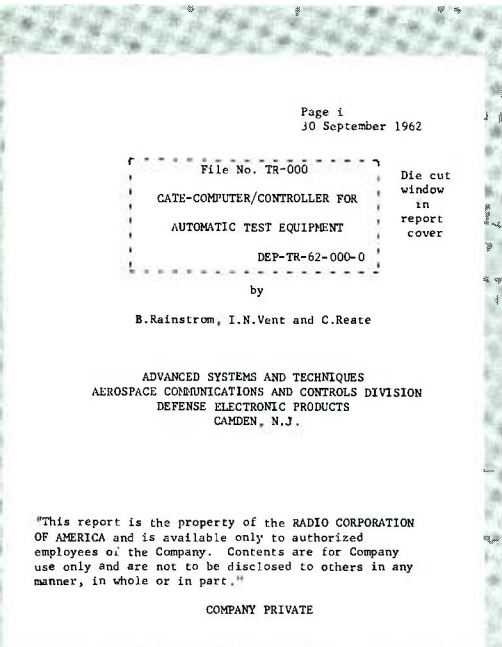 Page i
30 September 1962
File No. TR-000
CATE-COMPUTER/CONTROLLER FOR
AUTOMATIC TEST EQUIPMENT
DEP-TR-62-000-0
Die cut
window
in
report
cover
by
B.Rainstrom, I.N.Vent and C.Reate
ADVANCED SYSTEMS AND TECHNIQUES
AEROSPACE COMMUNICATIONS AND CONTROLS DIVISION
DEFENSE ELECTRONIC PRODUCTS
CAMDEN, N.J.
"This report is the property of the RADIO CORPORATION
OF AMERICA and is available only to authorized
employees of the Company. Contents are for Company
use only and are not to be disclosed to others in any
manner, in whole or in part."
COMPANY PRIVATE